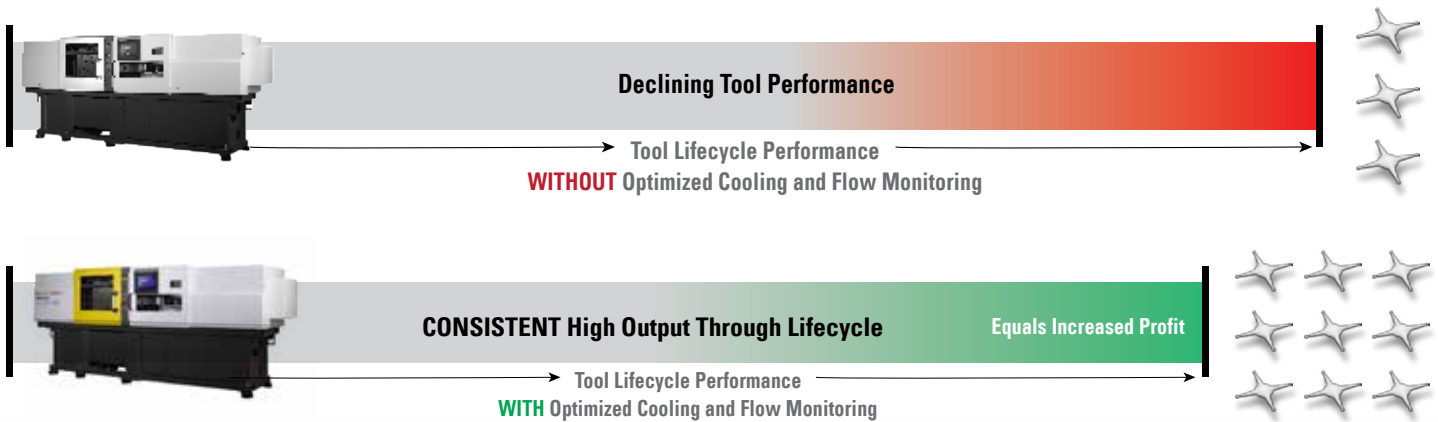 Declining Tool Performance
Tool Lifecycle Performance
WITHOUT Optimized Cooling and Flow Monitoring
CONSISTENT High Output Through Lifecycle
Equals Increased Profit
Tool Lifecycle Performance
WITH Optimized Cooling and Flow Monitoring